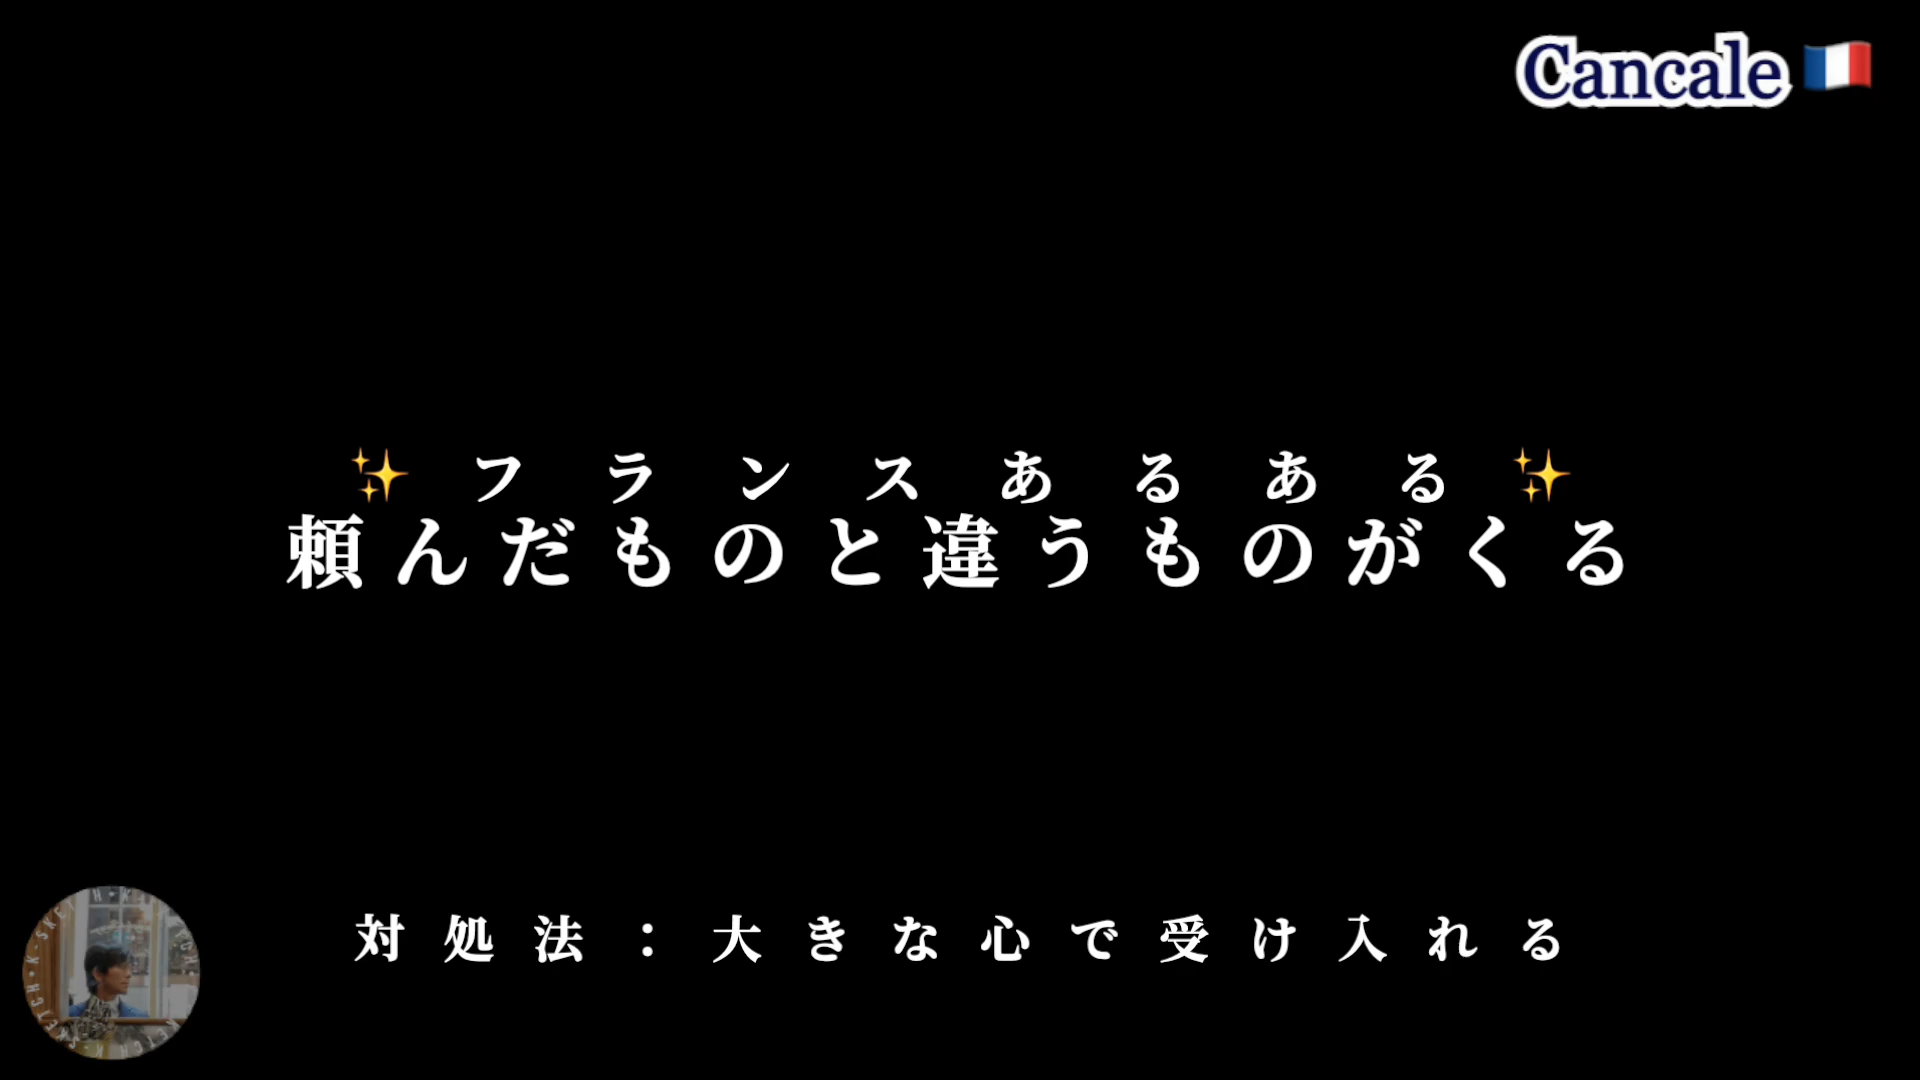 Cancale 🇫🇷
✨フランスあるある✨
頼んだものと違うものがくる
対処法：大きな心で受け入れる